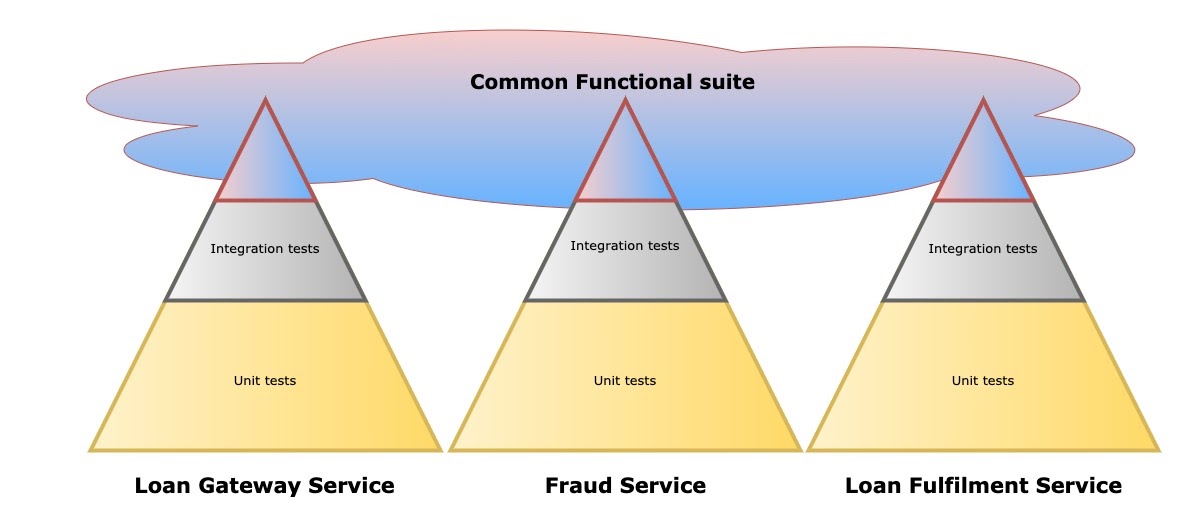 Common Functional suite
Integration tests
Integration tests
Integration tests
Unit tests
Unit tests
Unit tests
Loan Gateway Service
Fraud Service
Loan Fulfilment Service